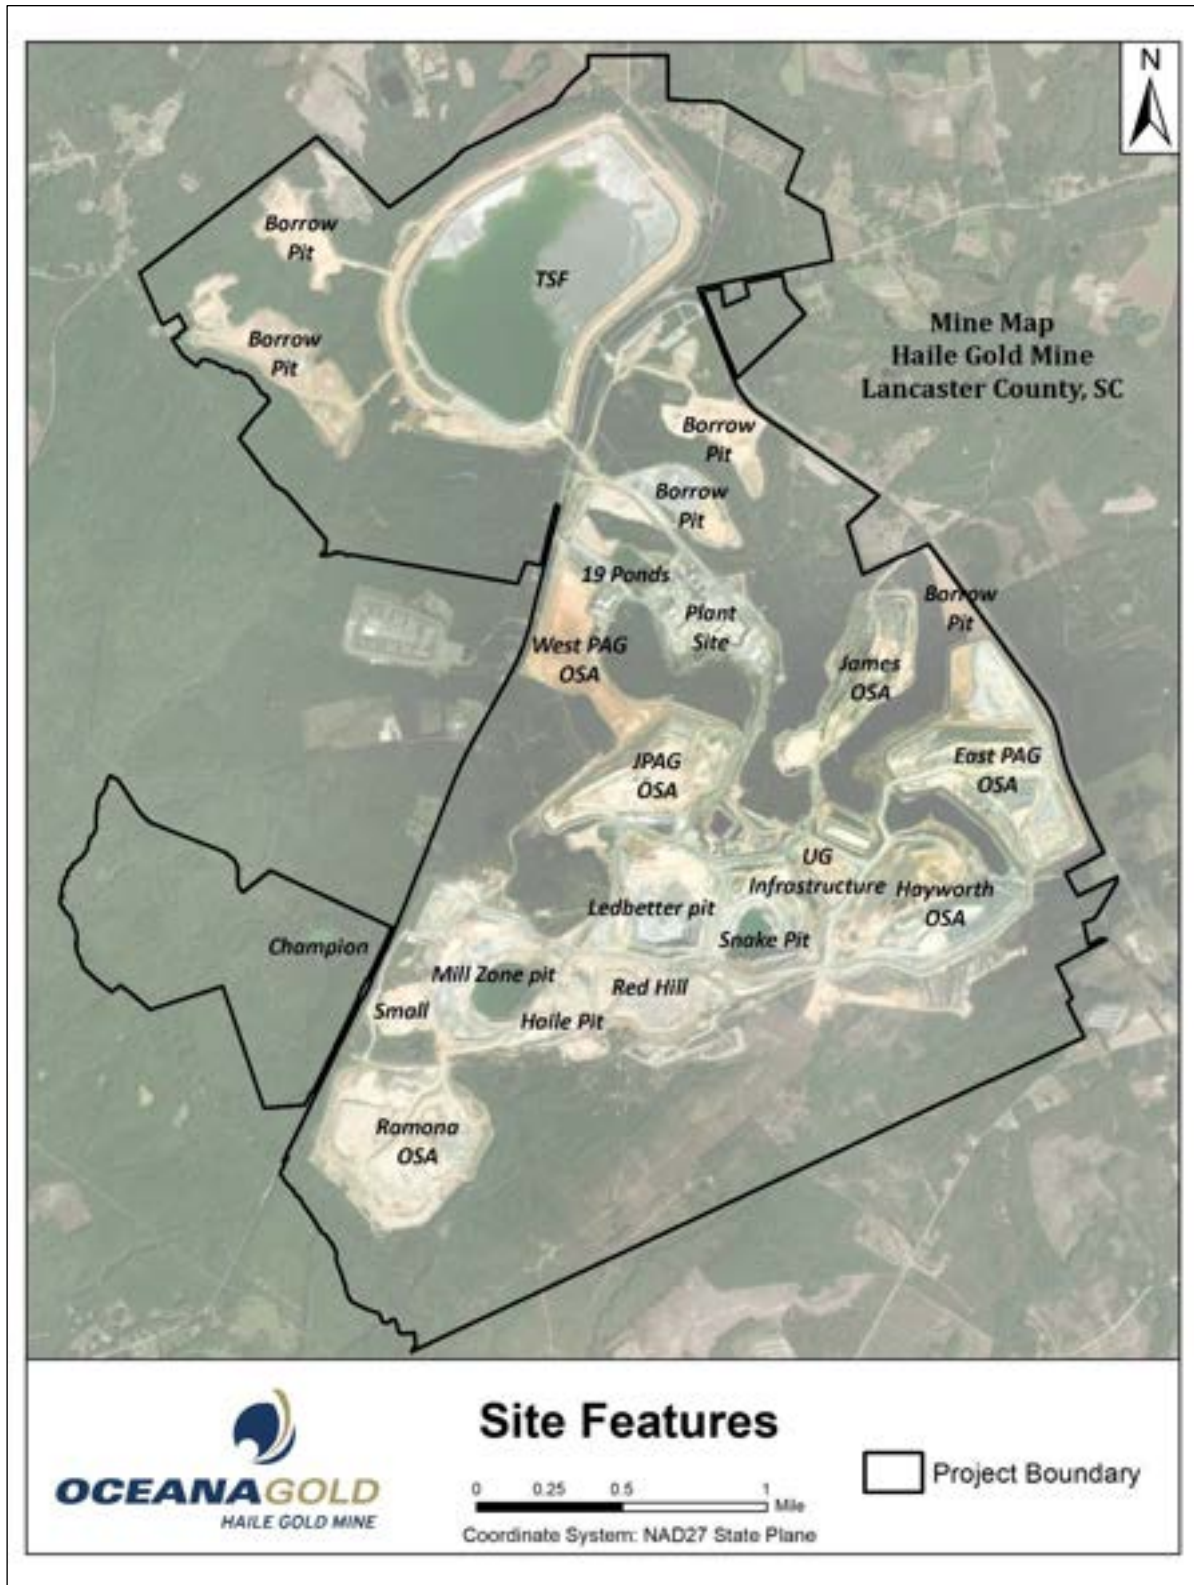 N
Borrow
Pit
TSF
Mine Map
Haile Gold Mine
Lancaster County, SC
Borrow
Pit
Borrow
Pit
Borrow
Pit
19 Ponds
Plant
Site
Borrow
Pit
West PAG
OSA
James
OSA
JPAG
OSA
East PAG
OSA
UG
Infrastructure
Hayworth
OSA
Ledbetter pit
Snake Pit
Champion
Mill Zone pit
Red Hill
Small
Haile Pit
Ramona
OSA
Site Features
OCEANAGOLD
HAILE GOLD MINE
0 0.25 0.5 1
Mile
Coordinate System: NAD27 State Plane
Project Boundary